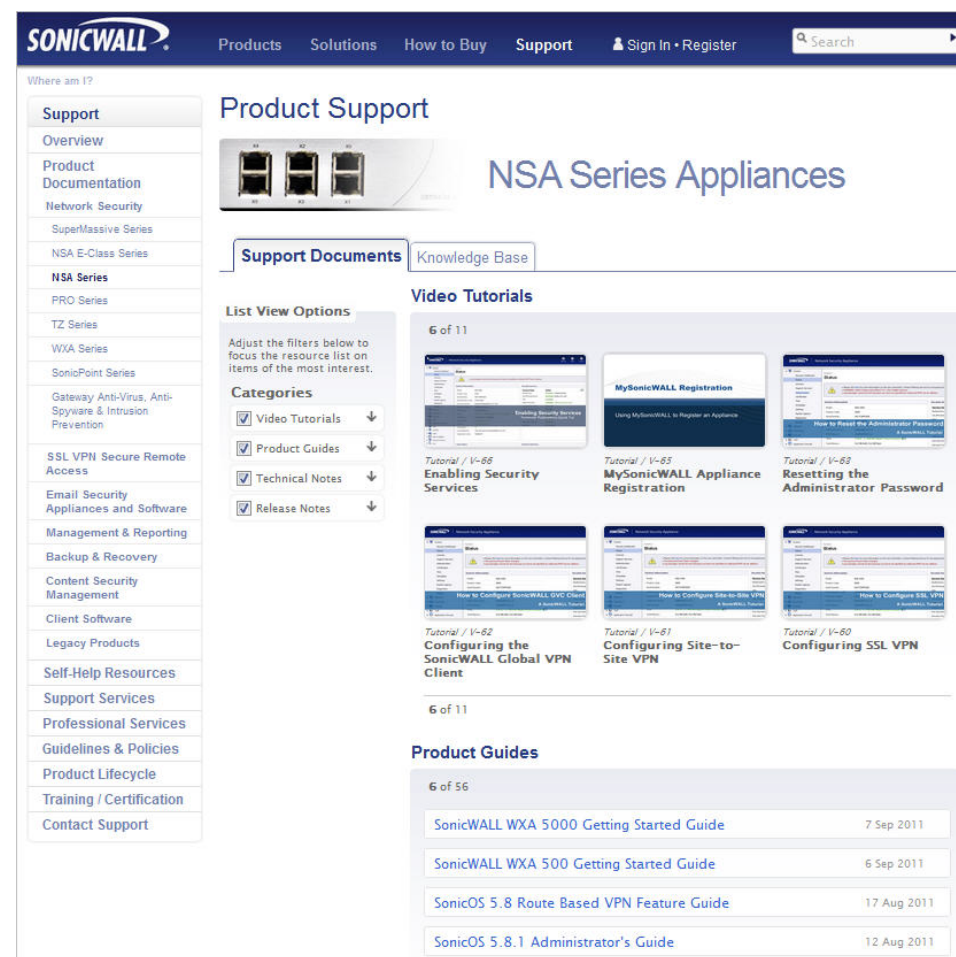 SONICWALL
Products Solutions How to Buy Support Sign In • Register Search
Where am I?
Support
Overview
Product
Documentation
Network Security
SuperMassive Series
NSA E-Class Series
NSA Series
PRO Series
TZ Series
WXA Series
SonicPoint Series
Gateway Anti-Virus, Anti-
Spyware & Intrusion
Prevention
SSL VPN Secure Remote
Access
Email Security
Appliances and Software
Management & Reporting
Backup & Recovery
Content Security
Management
Client Software
Legacy Products
Self-Help Resources
Support Services
Professional Services
Guidelines & Policies
Product Lifecycle
Training / Certification
Contact Support
Product Support
NSA Series Appliances
Support Documents
Knowledge Base
List View Options
Adjust the filters below to
focus the resource list on
items of the most interest.
Categories
Video Tutorials
Product Guides
Technical Notes
Release Notes
Video Tutorials
6 of 11
Enabling Security Services
Tutorial / V-66
Enabling Security
Services
MySonicWALL Registration
Using MySonicWALL to Register an Appliance
Tutorial / V-65
MySonicWALL Appliance
Registration
How to Reset the Administrator Password
A SonicWALL Tutorial
Tutorial / V-63
Resetting the
Administrator Password
How to Configure SonicWALL GVC Client
A SonicWALL Tutorial
Tutorial / V-62
Configuring the
SonicWALL Global VPN
Client
How to Configure Site-to-Site VPN
A SonicWALL Tutorial
Tutorial / V-61
Configuring Site-to-
Site VPN
How to Configure SSL VPN
A SonicWALL Tutorial
Tutorial / V-60
Configuring SSL VPN
6 of 11
Product Guides
6 of 56
SonicWALL WXA 5000 Getting Started Guide 7 Sep 2011
SonicWALL WXA 500 Getting Started Guide 6 Sep 2011
SonicOS 5.8 Route Based VPN Feature Guide 17 Aug 2011
SonicOS 5.8.1 Administrator's Guide 12 Aug 2011